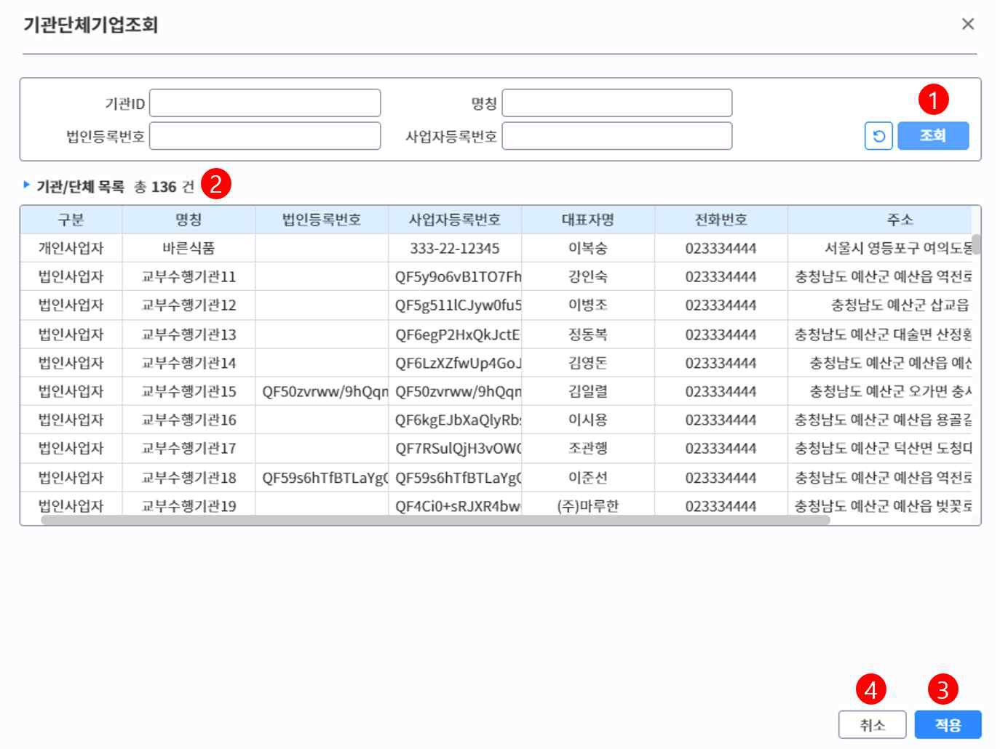 기관단체기업조회 ×
기관ID 명칭 1
법인등록번호 사업자등록번호 조회
기관/단체 목록 총 136 건 2
구분 명칭 법인등록번호 사업자등록번호 대표자명 전화번호 주소
개인사업자 바른식품 333-22-12345 이복숭 023334444 서울시 영등포구 여의도동
법인사업자 교부수행기관11 QF5y9o6vB1TO7Fh 강인숙 023334444 충청남도 예산군 예산읍 역전로
법인사업자 교부수행기관12 QF5g511lCJyw0fu5 이병조 023334444 충청남도 예산군 삽교읍
법인사업자 교부수행기관13 QF6egP2HxQkJctE 정동복 023334444 충청남도 예산군 대술면 산정황
법인사업자 교부수행기관14 QF6LzXZfwUp4GoJ 김영돈 023334444 충청남도 예산군 예산읍 예산
법인사업자 교부수행기관15 QF50zvrww/9hQqn QF50zvrww/9hQqn 김일렬 023334444 충청남도 예산군 오가면 충사
법인사업자 교부수행기관16 QF6kgEJbXaQlyRbs 이시용 023334444 충청남도 예산군 예산읍 용골길
법인사업자 교부수행기관17 QF7RSulQjH3vOW 조관행 023334444 충청남도 예산군 덕산면 도청대
법인사업자 교부수행기관18 QF59s6hTfBTLaYg QF59s6hTfBTLaYg 이준선 023334444 충청남도 예산군 예산읍 역전로
법인사업자 교부수행기관19 QF4Ci0+sRJXR4bw (주)마루한 023334444 충청남도 예산군 예산읍 벚꽃로
4 3
취소 적용